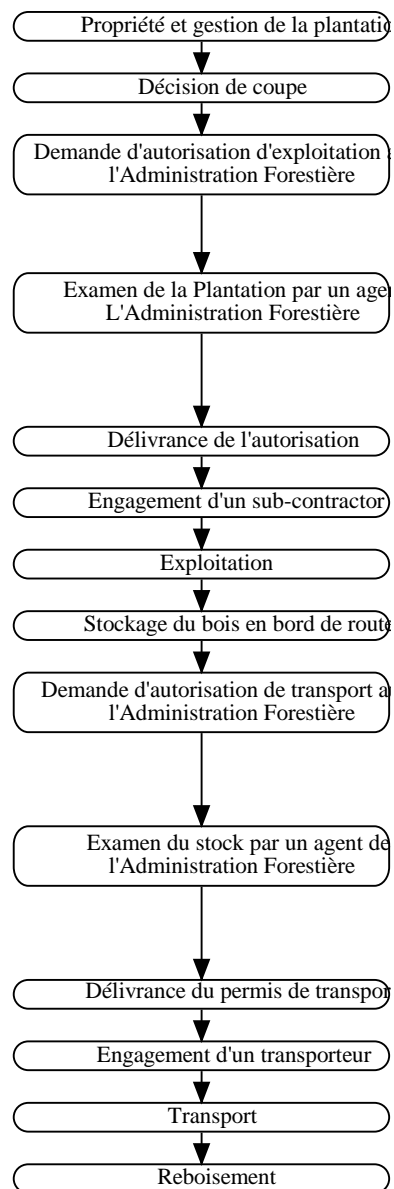 Propriété et gestion de la plantatio
Décision de coupe
Demande d'autorisation d'exploitation a
l'Administration Forestière
Examen de la Plantation par un age
L'Administration Forestière
Délivrance de l'autorisation
Engagement d'un sub-contractor
Exploitation
Stockage du bois en bord de route
Demande d'autorisation de transport au
l'Administration Forestière
Examen du stock par un agent de
l'Administration Forestière
Délivrance du permis de transpor
Engagement d'un transporteur
Transport
Reboisement